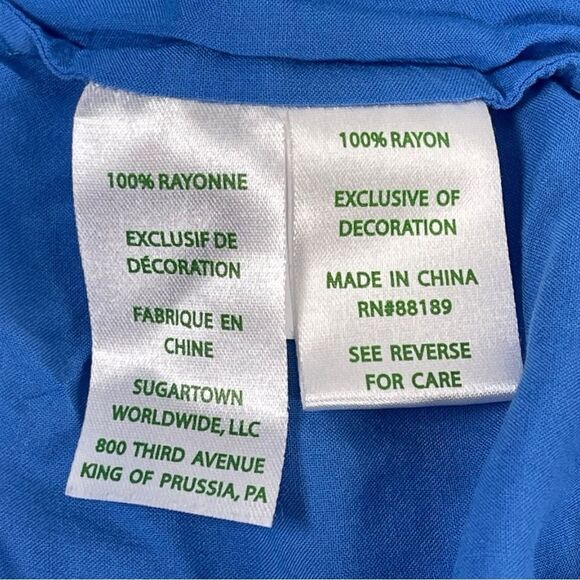 100% RAYONNE
EXCLUSIF DE
DÉCORATION
FABRIQUE EN
CHINE
SUGARTOWN
WORLDWIDE, LLC
800 THIRD AVENUE
KING OF PRUSSIA, PA
100% RAYON
EXCLUSIVE OF
DECORATION
MADE IN CHINA
RN#88189
SEE REVERSE
FOR CARE